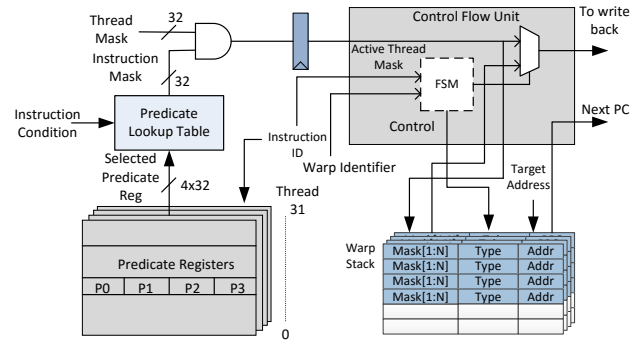 Thread
Mask
32
Instruction
Mask
32
Instruction
Condition
Predicate
Lookup Table
Selected
Predicate
Reg
4x32
Instruction
ID
Warp Identifier
Thread
31
0
Predicate Registers
P0 P1 P2 P3
Control Flow Unit
Active Thread
Mask
FSM
Control
To write
back
Next PC
Target
Address
Warp
Stack
Mask[1:N] Type Addr
Mask[1:N] Type Addr
Mask[1:N] Type Addr
Mask[1:N] Type Addr